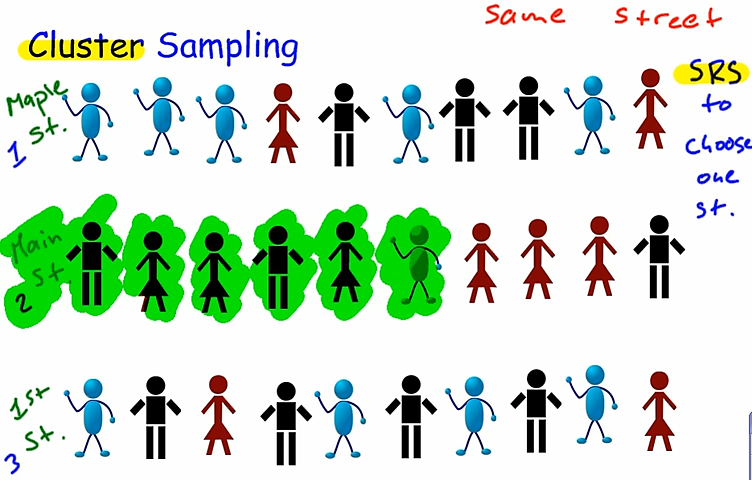 same street
Cluster Sampling
SRS
to
choose
one
st.
Maple
St.
1
Main
St.
2
1st
St.
3